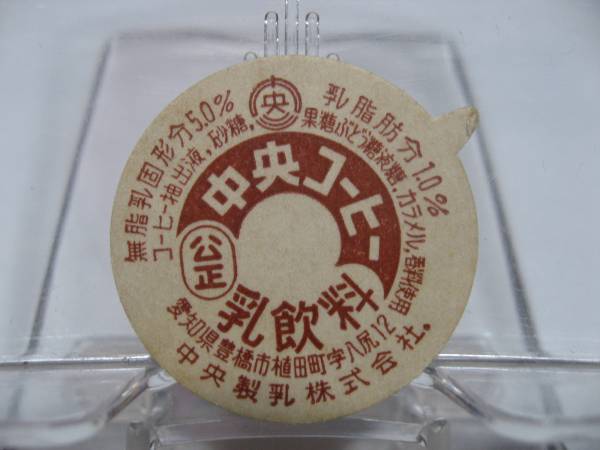 無脂乳固形分5.0%
乳脂肪分1.0%
コーヒー抽出液,砂糖,
果糖ぶどう糖液糖,カラメル,香料使用
央
中央コーヒー
公正
乳飲料
愛知県豊橋市植田町字八尻12
中央製乳株式会社。